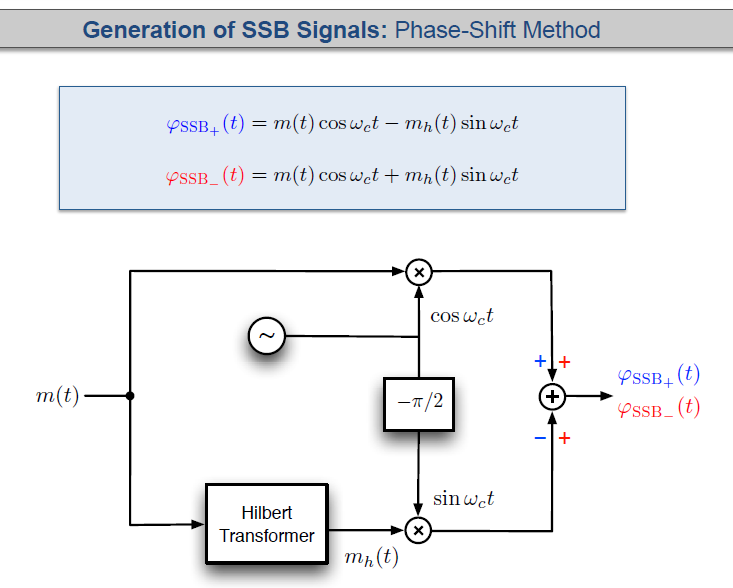 Generation of SSB Signals: Phase-Shift Method
φSSB+(t) = m(t) cos ωct − mh(t) sin ωct
φSSB−(t) = m(t) cos ωct + mh(t) sin ωct
×
cos ωct
~
+ +
φSSB+(t)
m(t)
−π/2
+
φSSB−(t)
− +
sin ωct
Hilbert
Transformer
×
mh(t)